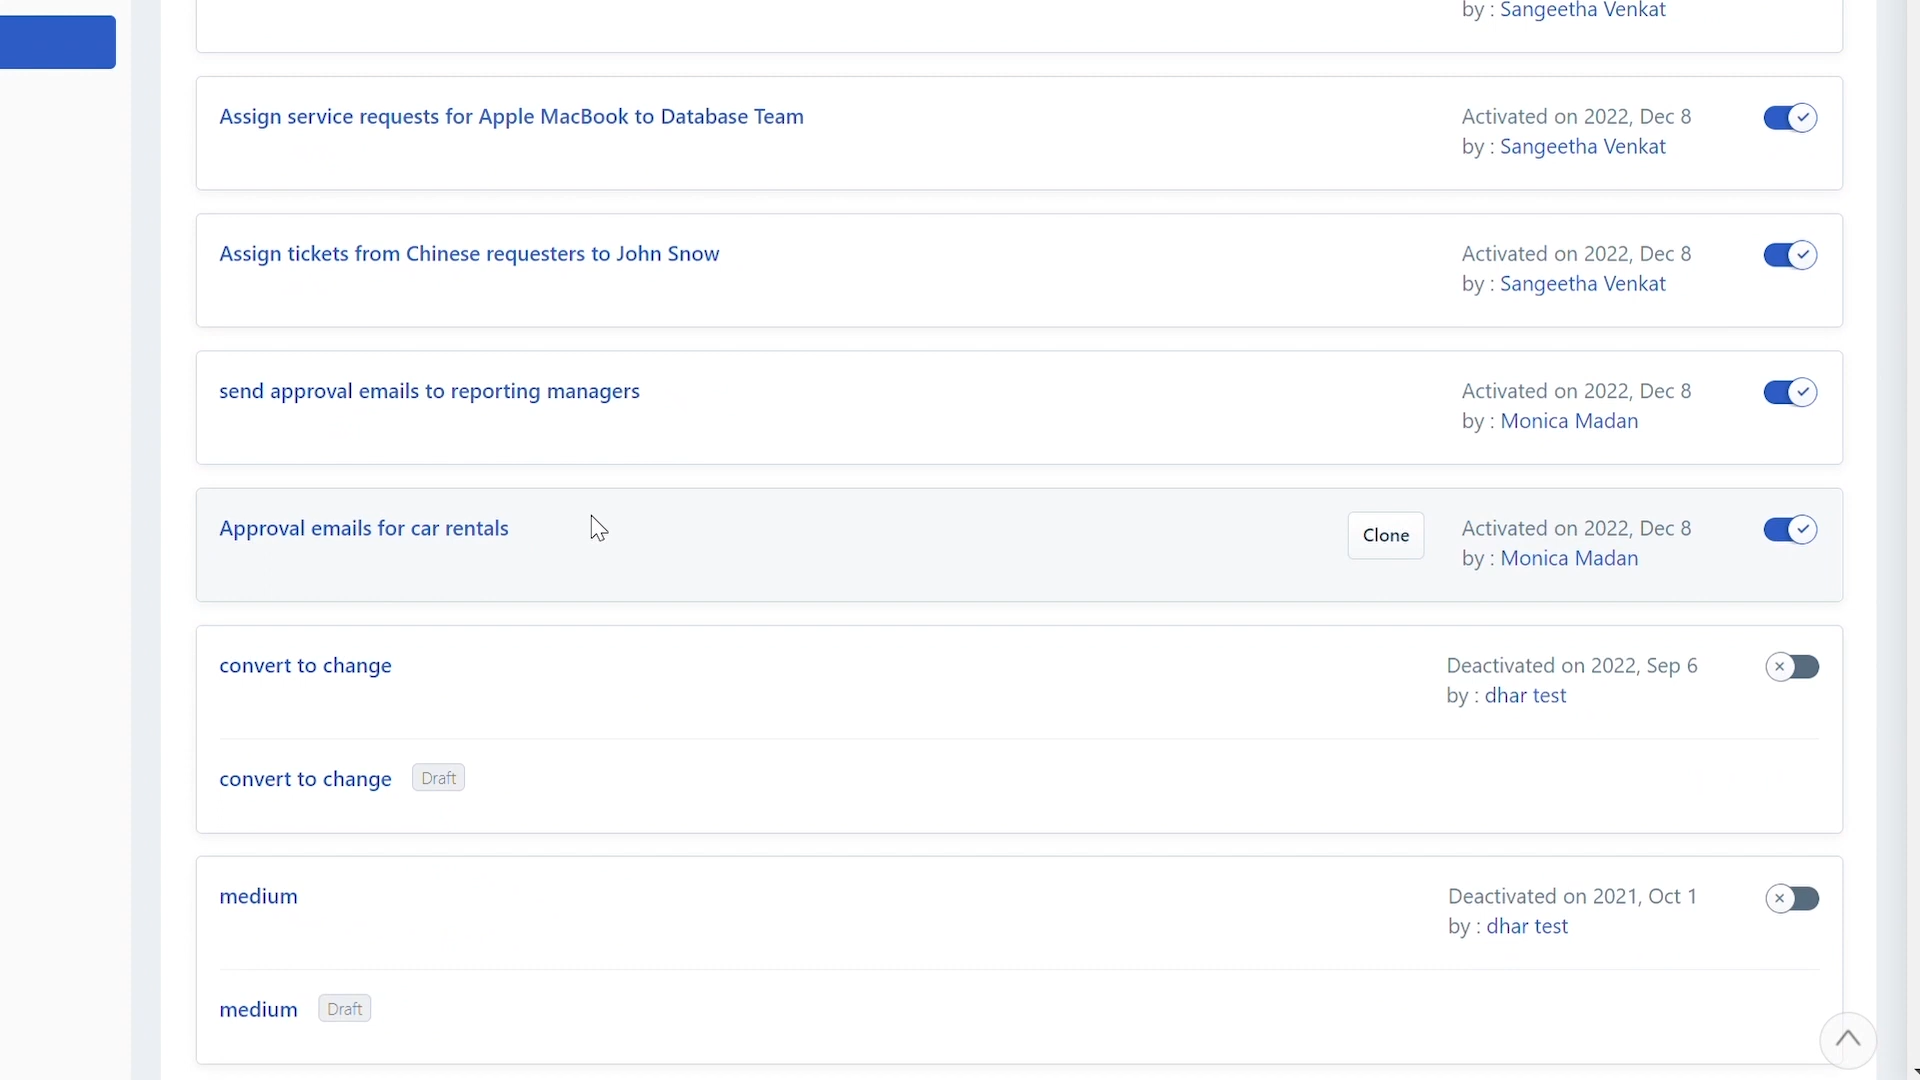 by : Sangeetha Venkat
Assign service requests for Apple MacBook to Database Team
Activated on 2022, Dec 8
by : Sangeetha Venkat
Assign tickets from Chinese requesters to John Snow
Activated on 2022, Dec 8
by : Sangeetha Venkat
send approval emails to reporting managers
Activated on 2022, Dec 8
by : Monica Madan
Approval emails for car rentals
Clone
Activated on 2022, Dec 8
by : Monica Madan
convert to change
Deactivated on 2022, Sep 6
by : dhar test
convert to change Draft
medium
Deactivated on 2021, Oct 1
by : dhar test
medium Draft